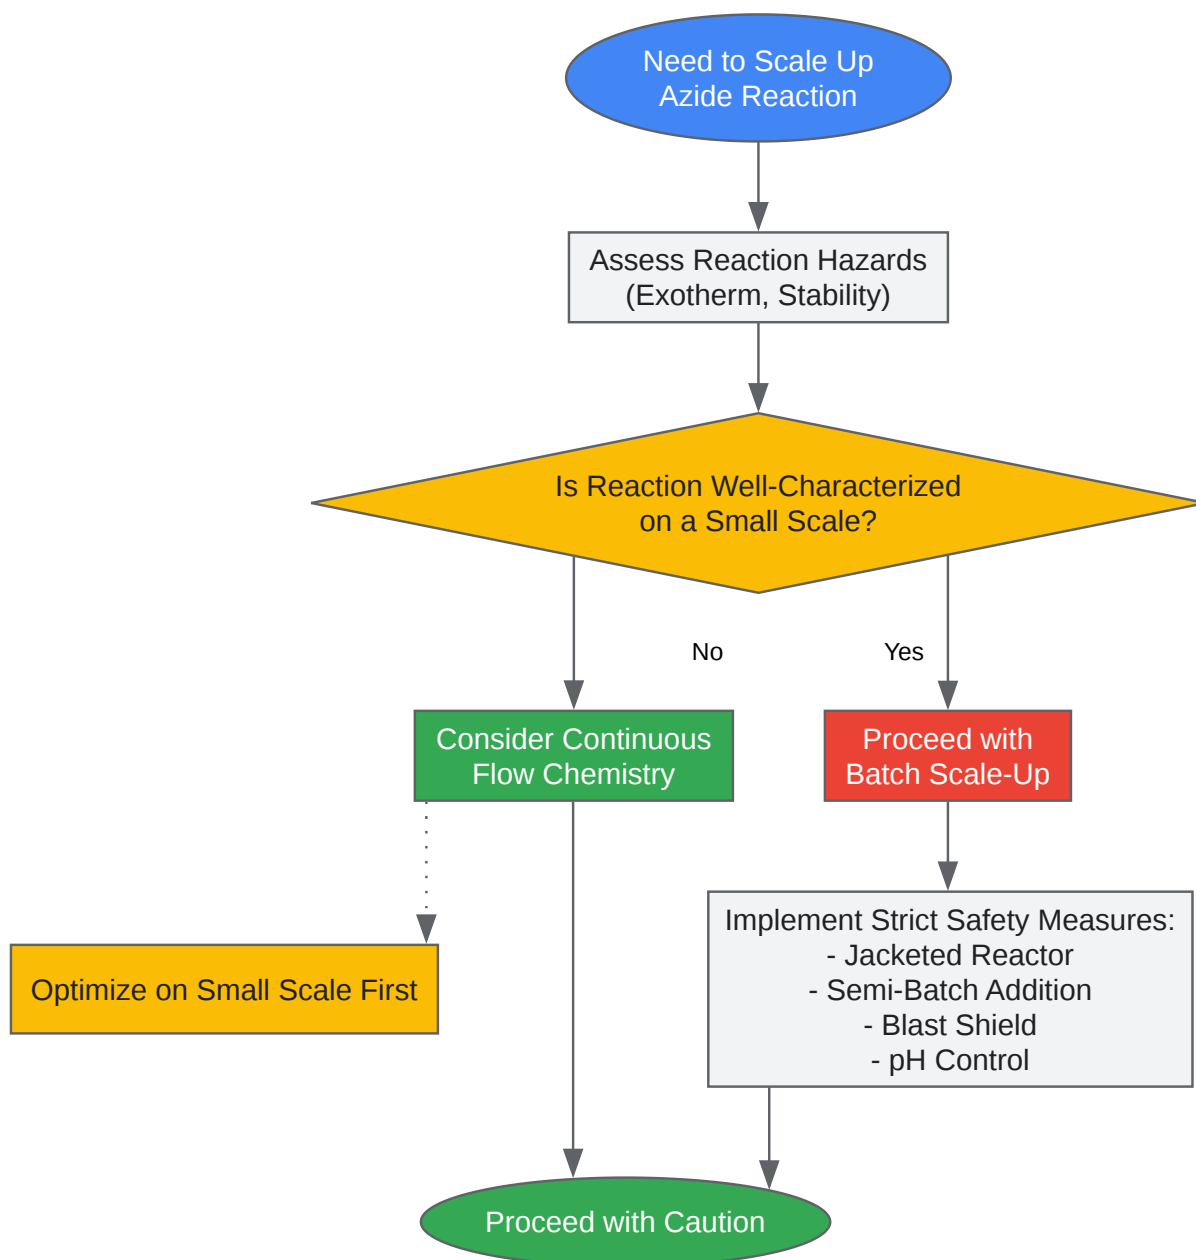 Need to Scale Up
Azide Reaction
Assess Reaction Hazards
(Exotherm, Stability)
Is Reaction Well-Characterized
on a Small Scale?
No
Yes
Consider Continuous
Flow Chemistry
Proceed with
Batch Scale-Up
Optimize on Small Scale First
Implement Strict Safety Measures:
- Jacketed Reactor
- Semi-Batch Addition
- Blast Shield
- pH Control
Proceed with Caution